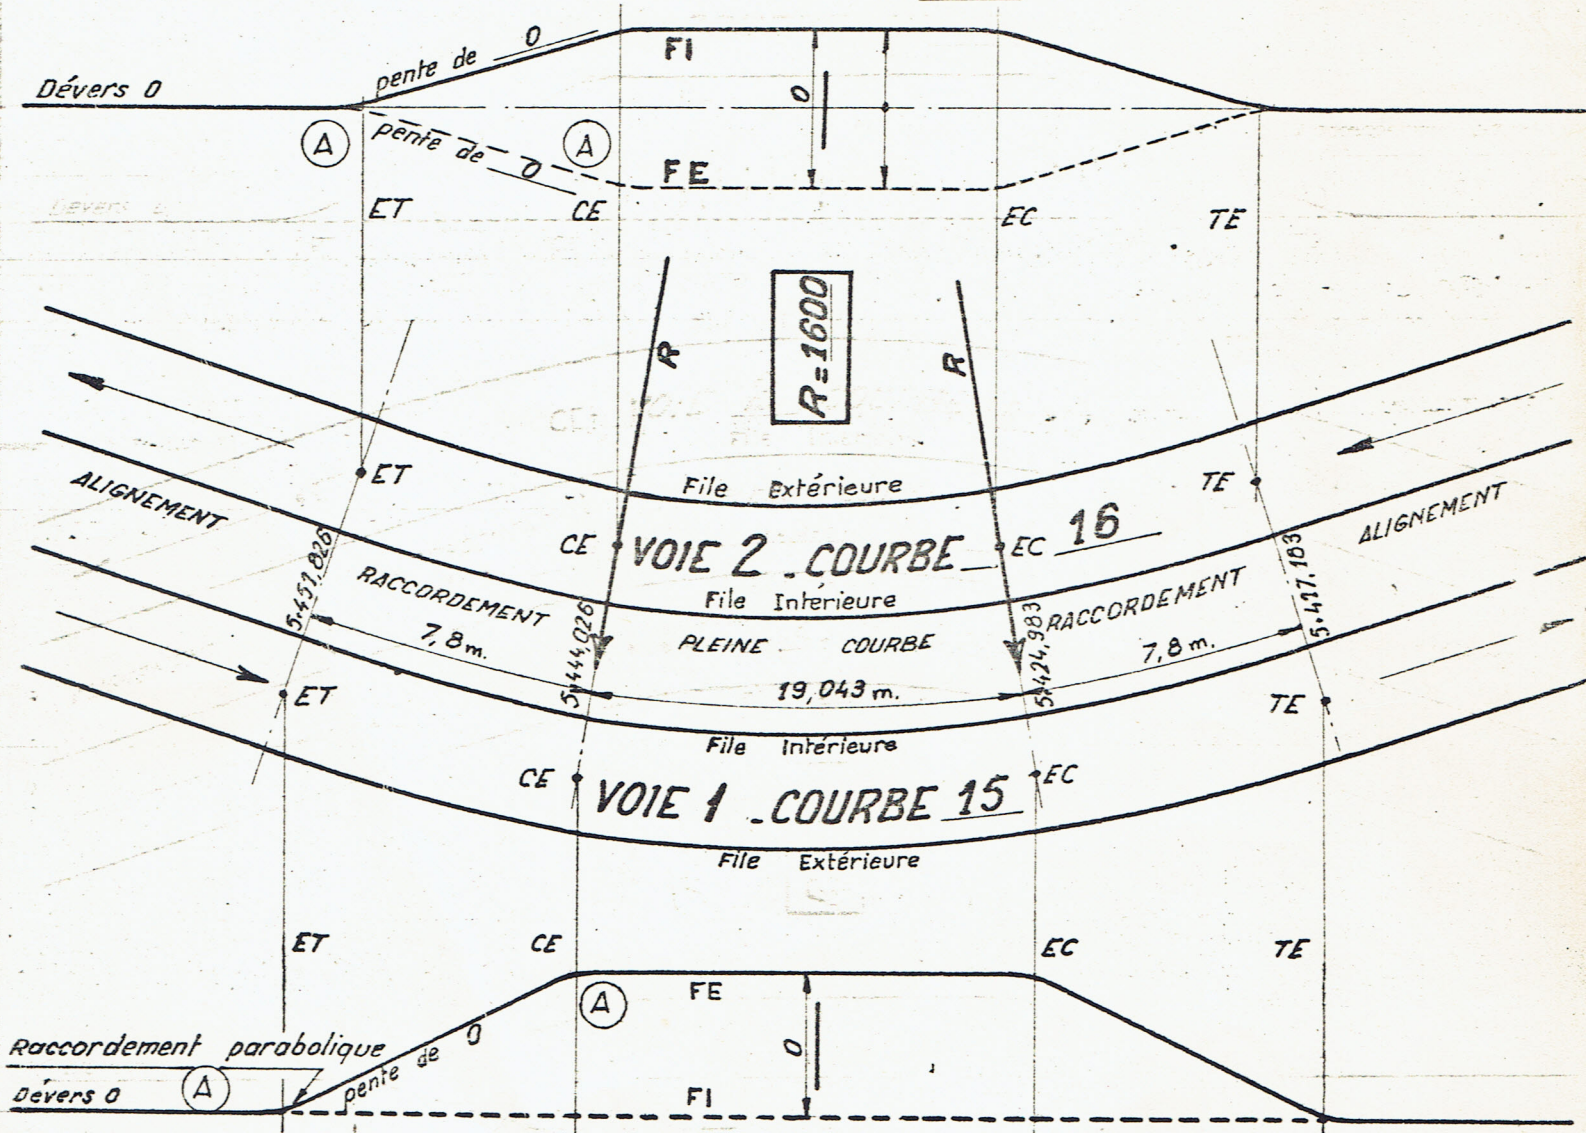 pente de 0
FI
Dévers 0
0
A
pente de 0
A
FE
ET
CE
EC
TE
R
R=1600
R
File Extérieure
ET
TE
ALIGNEMENT
ALIGNEMENT
CE
VOIE 2 - COURBE
EC
16
5.451,826
RACCORDEMENT
File Intérieure
RACCORDEMENT
5.417,183
7,8 m.
5.444,026
PLEINE COURBE
5.424,983
7,8 m.
19,043 m.
ET
TE
File Intérieure
CE
VOIE 1 - COURBE 15
EC
File Extérieure
ET
CE
EC
TE
FE
A
Raccordement parabolique
pente de 0
0
Dévers 0
A
FI